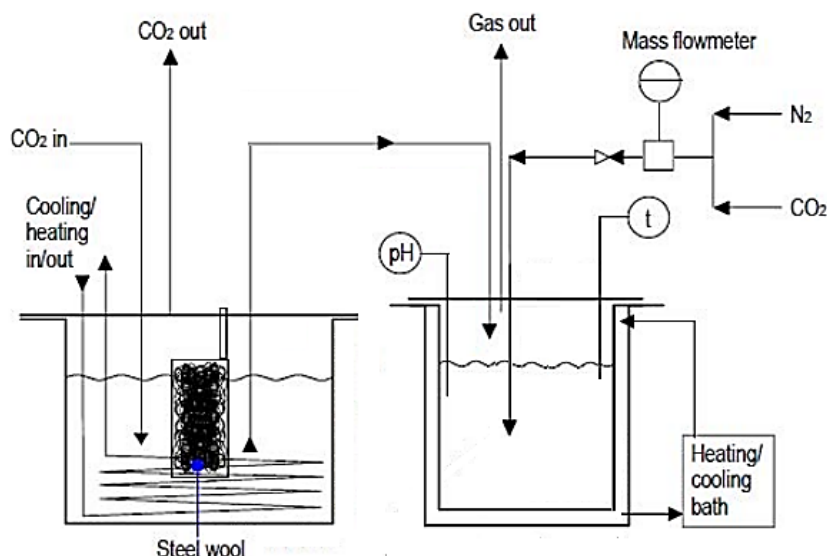 CO2 out
Gas out
Mass flowmeter
CO2 in
N2
Cooling/
heating
in/out
CO2
t
pH
Heating/
cooling
bath
Steel wool